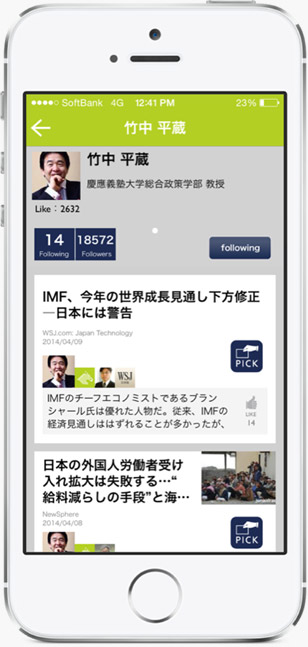 SoftBank 4G 12:41 PM 23%
竹中 平蔵
竹中 平蔵
慶應義塾大学総合政策学部 教授
Like：2632
14
Following
18572
Followers
following
IMF、今年の世界成長見通し下方修正
―日本には警告
WSJ.com: Japan Technology
2014/04/09
WSJ
PICK
IMFのチーフエコノミストであるブラン
シャール氏は優れた人物だ。従来、IMFの
経済見通しははずれることが多かったが、
LIKE
14
日本の外国人労働者受け
入れ拡大は失敗する…“
給料減らしの手段”と海…
NewSphere
2014/04/08
PICK